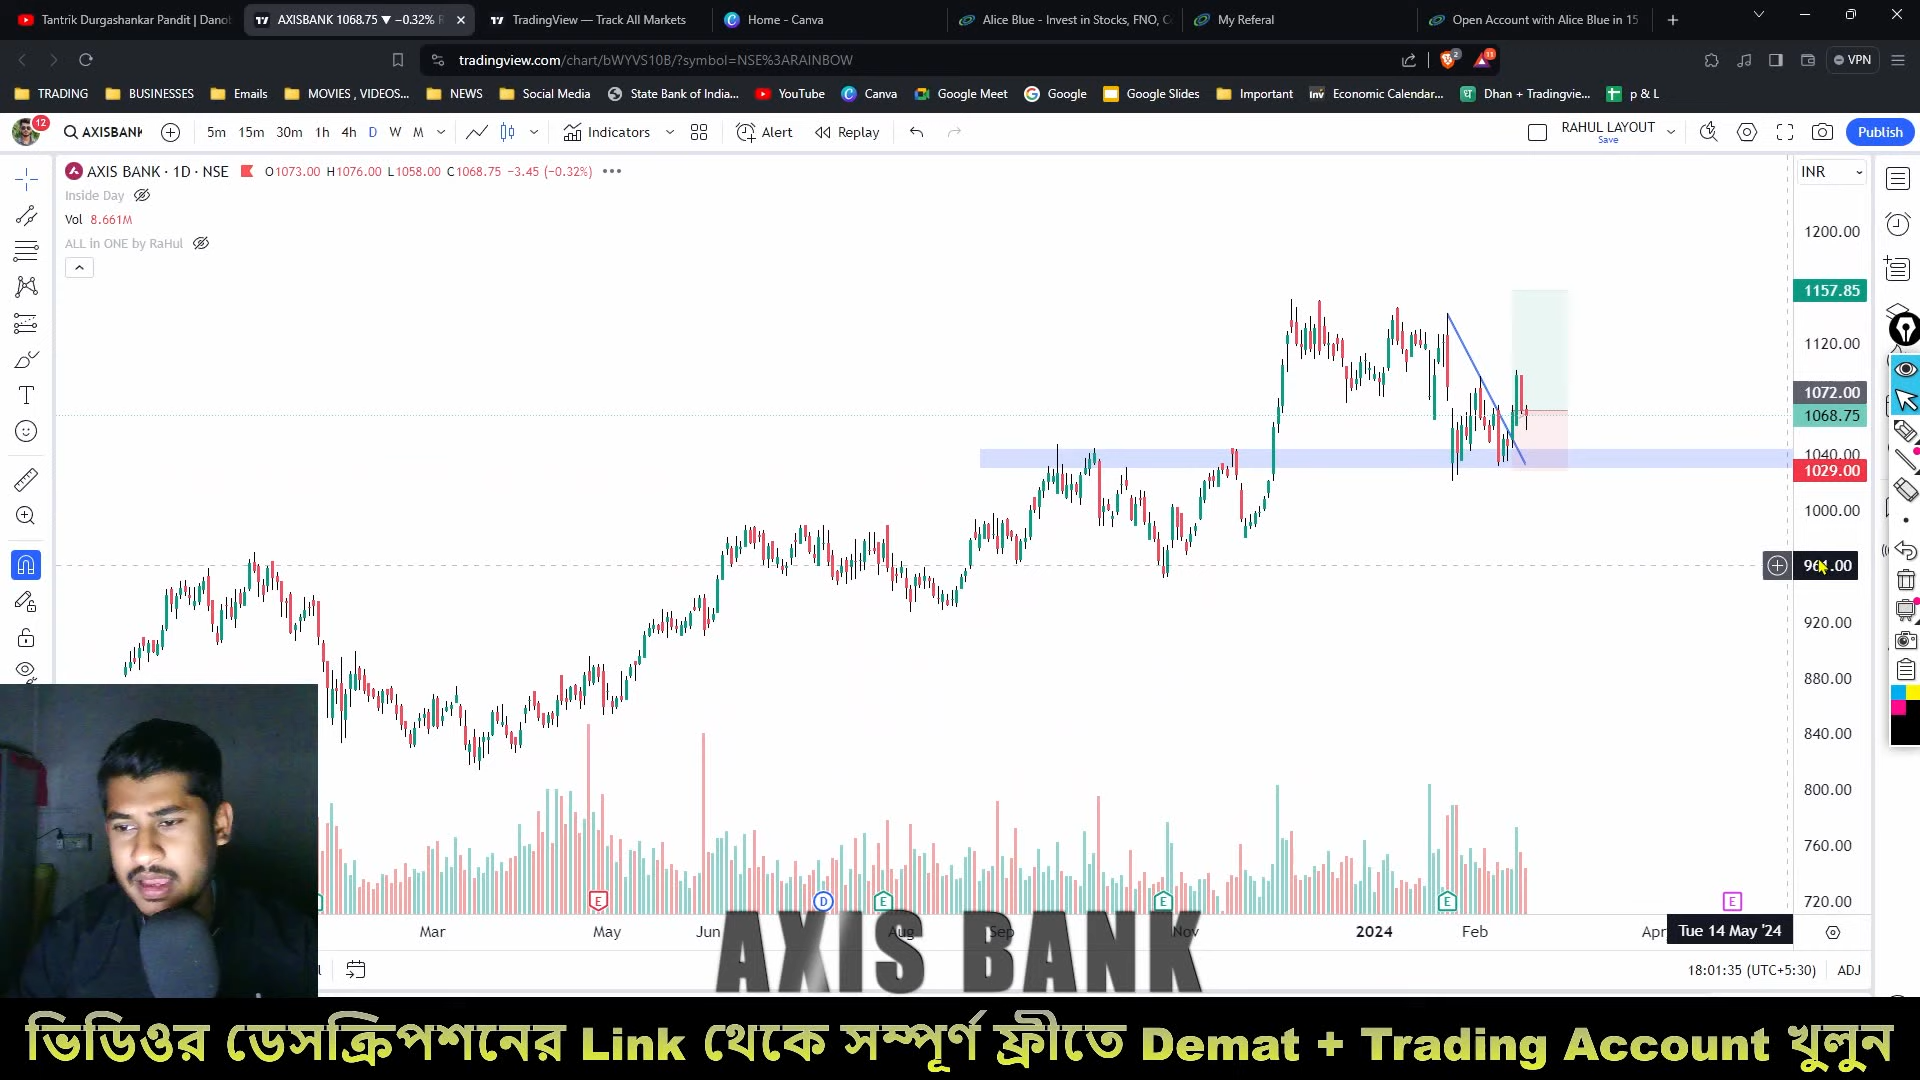 Tantrik Durgashankar Pandit | Danot
AXISBANK 1068.75 ▼ −0.32% R
TradingView — Track All Markets
Home - Canva
Alice Blue - Invest in Stocks, FNO, C
My Referal
Open Account with Alice Blue in 15
tradingview.com/chart/bWYVS10B/?symbol=NSE%3ARAINBOW
2
11
VPN
TRADING
BUSINESSES
Emails
MOVIES , VIDEOS...
NEWS
Social Media
State Bank of India...
YouTube
Canva
Google Meet
Google
Google Slides
Important
Inv Economic Calendar...
Dhan + Tradingvie...
p & L
12
AXISBANK
5m 15m 30m 1h 4h D W M
Indicators
Alert
Replay
RAHUL LAYOUT
Save
Publish
AXIS BANK · 1D · NSE O1073.00 H1076.00 L1058.00 C1068.75 −3.45 (−0.32%)
INR
Inside Day
Vol 8.661M
ALL in ONE by RaHul
1200.00
1157.85
1120.00
1072.00
1068.75
1040.00
1029.00
1000.00
920.00
880.00
840.00
800.00
760.00
720.00
E D E E E E
Mar May Jun Aug Sep Nov 2024 Feb Apr Tue 14 May '24
18:01:35 (UTC+5:30) ADJ
AXIS BANK
ভিডিওর ডেসক্রিপশনের Link থেকে সম্পূর্ণ ফ্রীতে Demat + Trading Account খুলুন